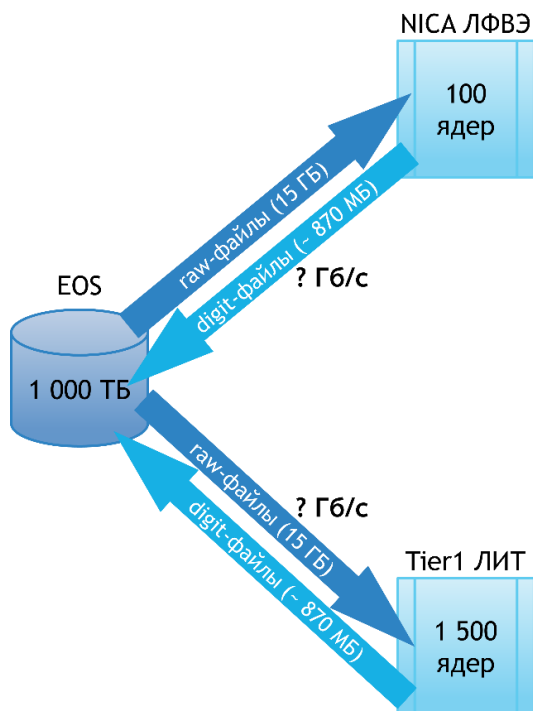 NICA ЛФВЭ
100
ядер
raw-файлы (15 ГБ)
digit-файлы (~ 870 МБ)
? Гб/с
EOS
1 000 ТБ
raw-файлы (15 ГБ)
digit-файлы (~ 870 МБ)
? Гб/с
Tier1 ЛИТ
1 500
ядер